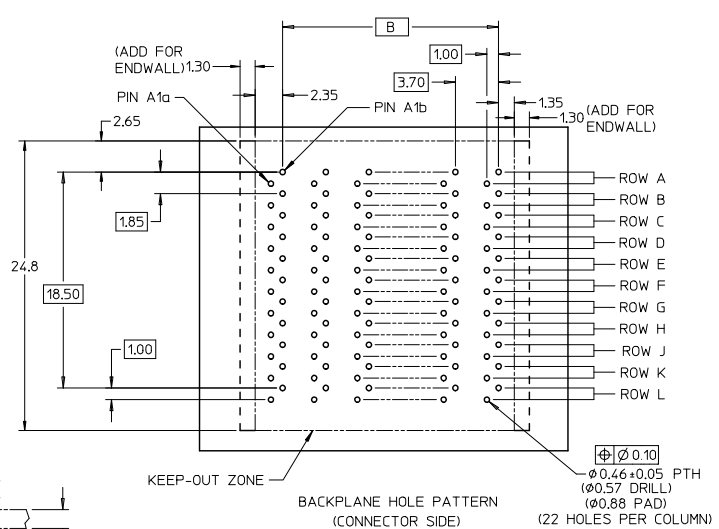 B
(ADD FOR
ENDWALL) 1.30
1.00
3.70
PIN A1a
2.35
PIN A1b
1.35
1.30 (ADD FOR
ENDWALL)
2.65
ROW A
ROW B
1.85
ROW C
ROW D
24.8
ROW E
18.50
ROW F
ROW G
ROW H
1.00
ROW J
ROW K
ROW L
⌖ Ø 0.10
KEEP-OUT ZONE
Ø0.46±0.05 PTH
(Ø0.57 DRILL)
(Ø0.88 PAD)
(22 HOLES PER COLUMN)
BACKPLANE HOLE PATTERN
(CONNECTOR SIDE)